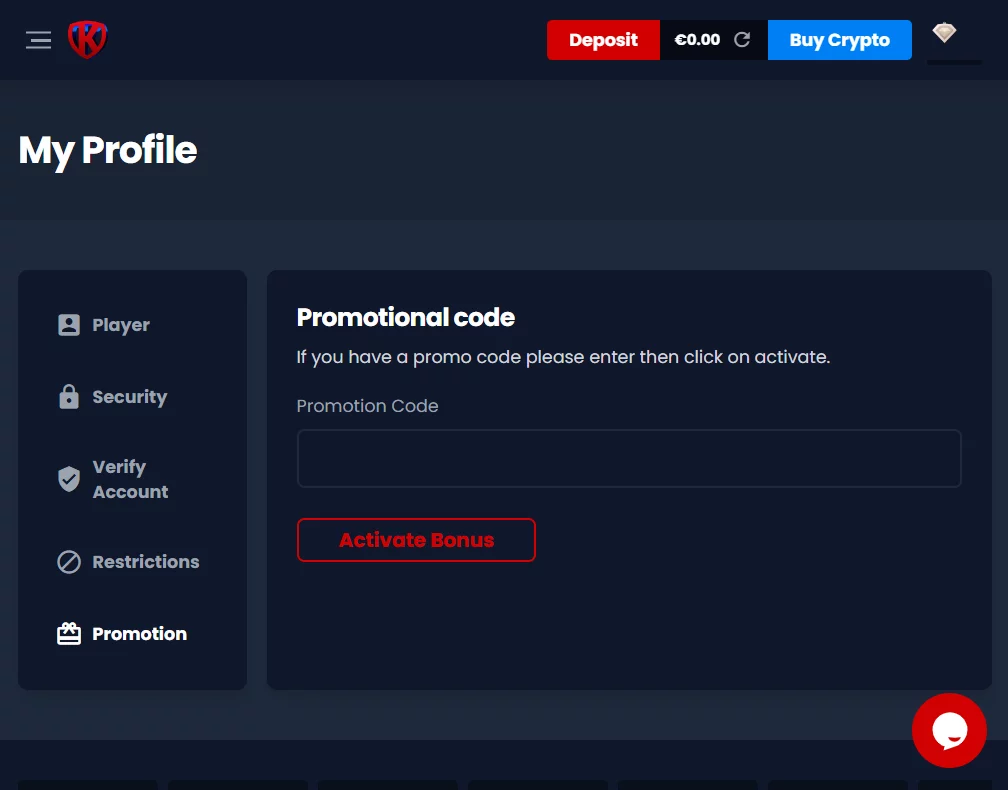 Deposit
€0.00
Buy Crypto
My Profile
Player
Security
Verify
Account
Restrictions
Promotion
Promotional code
If you have a promo code please enter then click on activate.
Promotion Code
Activate Bonus